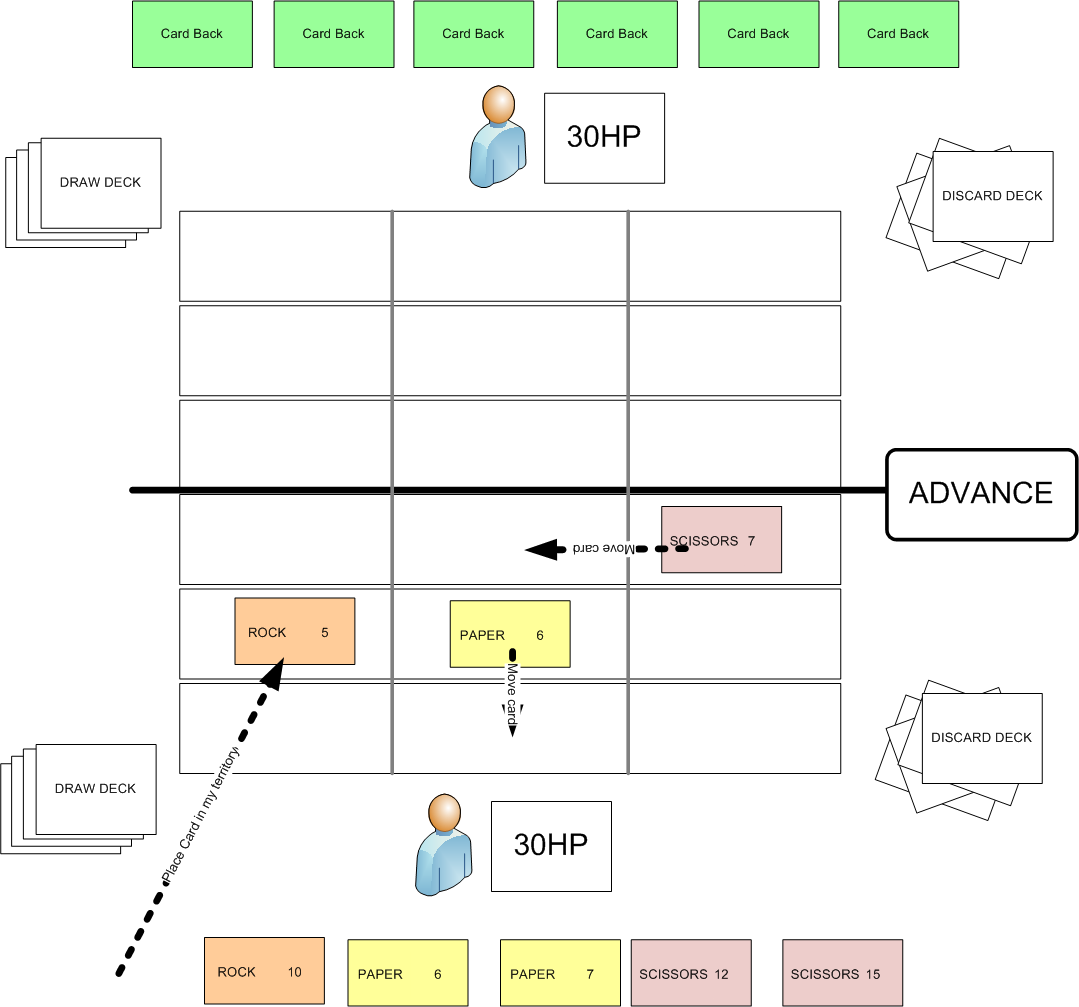 Card Back
Card Back
Card Back
Card Back
Card Back
Card Back
30HP
DRAW DECK
DISCARD DECK
ADVANCE
SCISSORS 7
Move card
ROCK 5
PAPER 6
Move card
DISCARD DECK
DRAW DECK
Place Card in my territory
30HP
ROCK 10
PAPER 6
PAPER 7
SCISSORS 12
SCISSORS 15